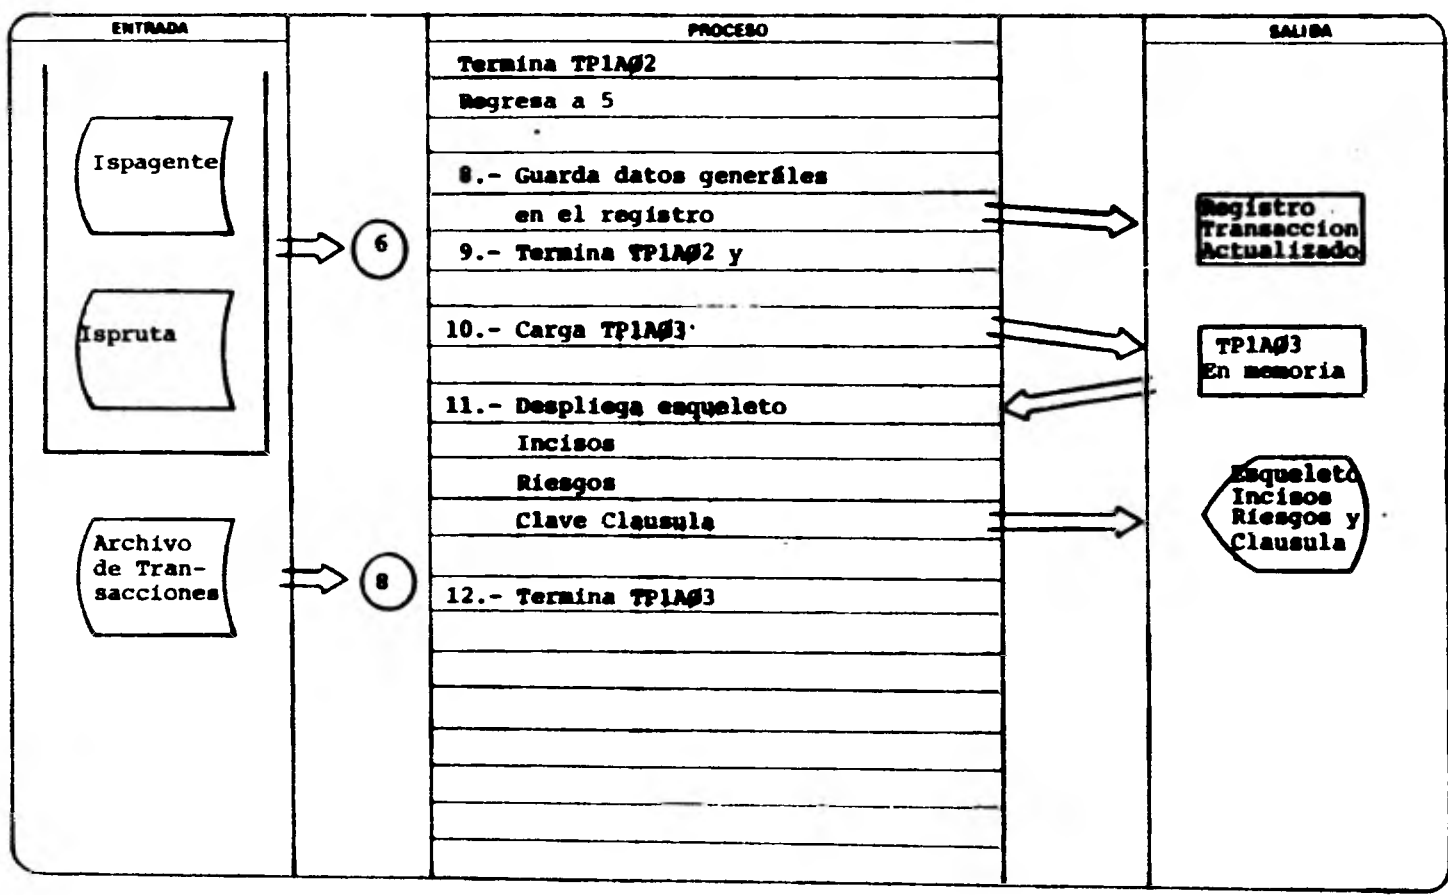 ENTRADA
PROCESO
SALIDA
Ispagente
Ispruta
Archivo
de Tran-
sacciones
6
8
Termina TP1AØ2
Regresa a 5
8.- Guarda datos generáles
en el registro
9.- Termina TP1AØ2 y
10.- Carga TP1AØ3
11.- Despliega esqueleto
Incisos
Riesgos
Clave Clausula
12.- Termina TP1AØ3
Registro
Transaccion
Actualizado
TP1AØ3
En memoria
Esqueleto
Incisos
Riesgos y
Clausula